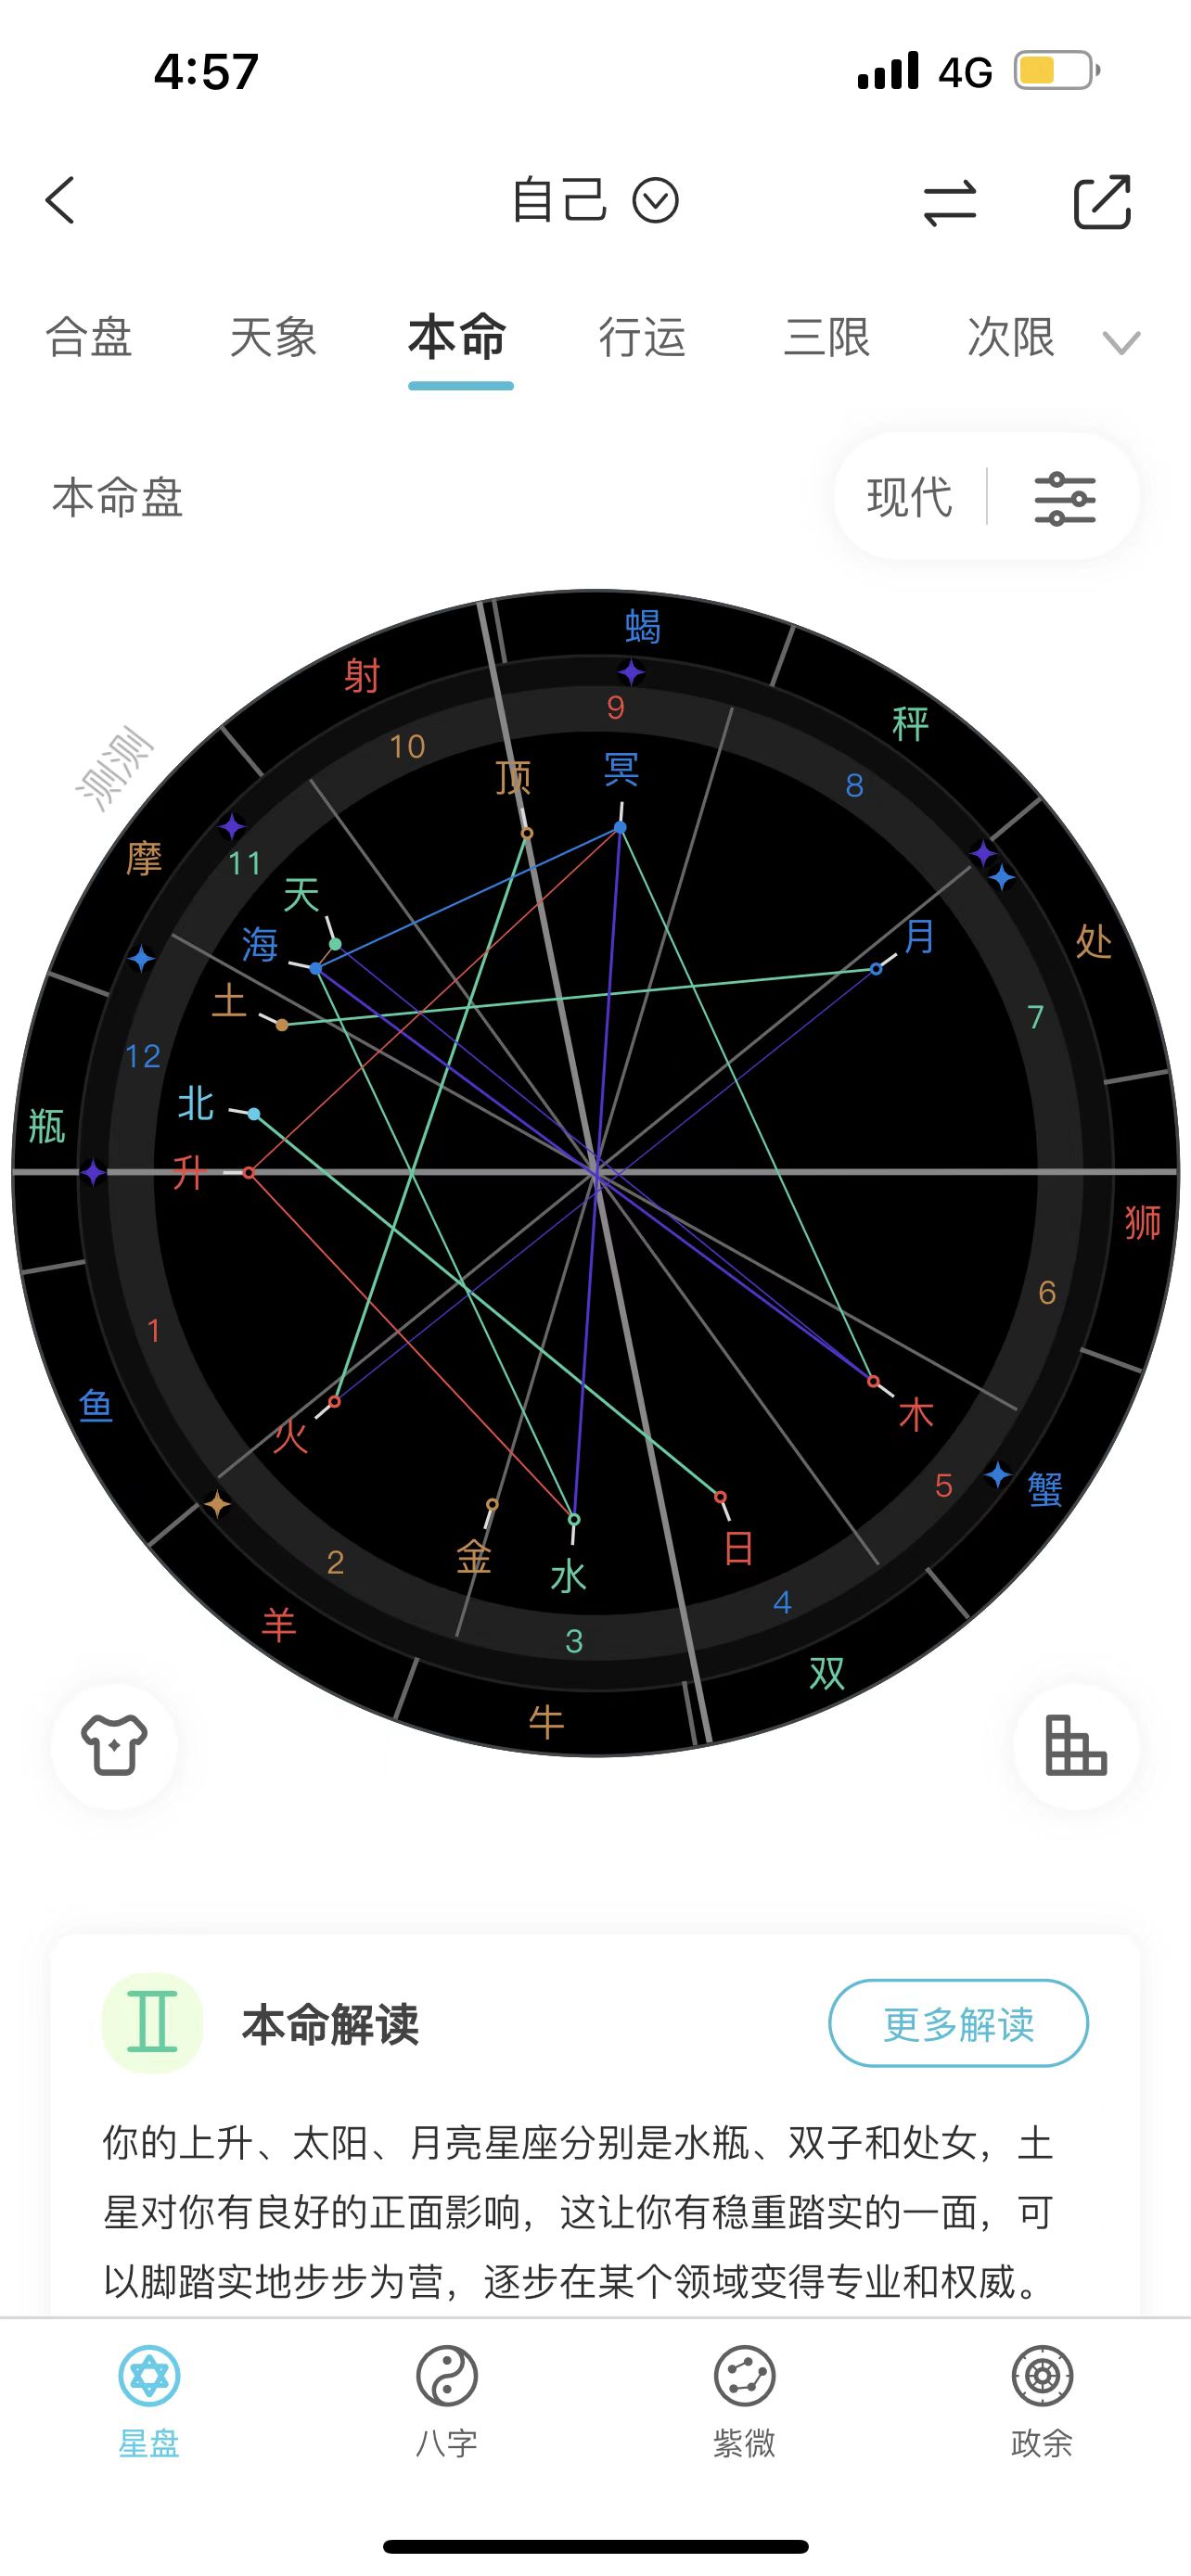 4:57
4G
自己
合盘 天象 本命 行运 三限 次限
本命盘
现代
蝎
射
9
秤
10
测测
顶 冥
8
摩
11
天
月
海
处
土
7
12
北
瓶
升
狮
6
1
鱼
木
火
5
蟹
金
日
2
水
4
羊
3
双
牛
本命解读
更多解读
你的上升、太阳、月亮星座分别是水瓶、双子和处女，土
星对你有良好的正面影响，这让你有稳重踏实的一面，可
以脚踏实地步步为营，逐步在某个领域变得专业和权威。
星盘 八字 紫微 政余